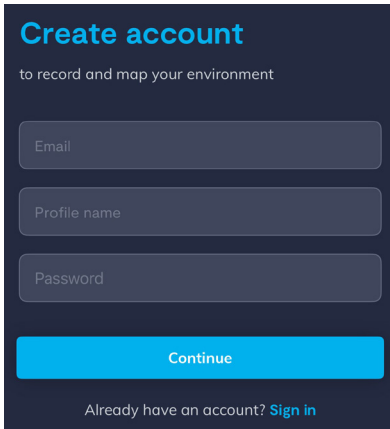 Create account
to record and map your environment
Email
Profile name
Password
Continue
Already have an account? Sign in